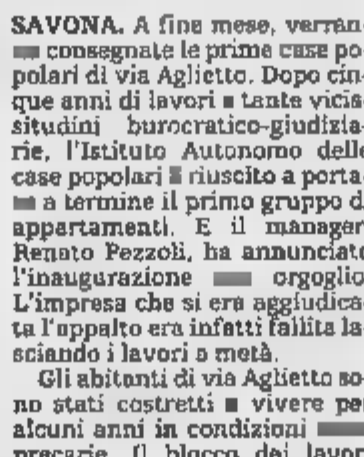 SAVONA. A fine mese, verran-
consegnate le prime case po-
polari di via Aglietto. Dopo cin-
que anni di lavori tante vicis-
situdini burocratico-giudizia-
rie, l'Istituto Autonomo delle
case popolari riuscito a porta-
a termine il primo gruppo d
appartamenti. E il manager
Renato Pezzoli, ha annunciato
l'inaugurazione orgoglio
L'impresa che si era aggiudica-
ta l'appalto era infatti fallita la
sciando i lavori a metà.
Gli abitanti di via Aglietto so-
no stati costretti vivere per
alcuni anni in condizioni
precarie. Il blocco dei lavor